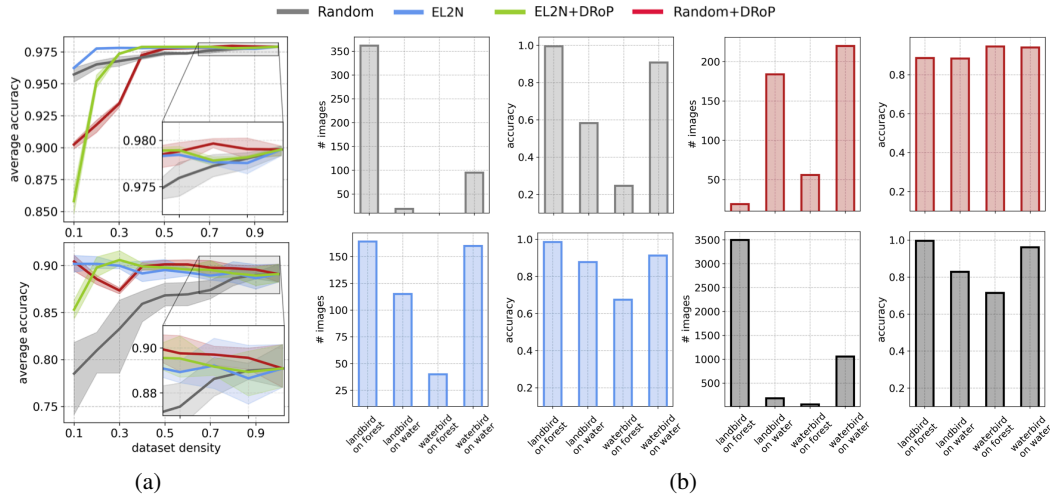 Random EL2N EL2N+DRoP Random+DRoP
average accuracy
0.975
0.950
0.925
0.900
0.875
0.850
0.980
0.975
0.1 0.3 0.5 0.7 0.9
average accuracy
0.90
0.85
0.80
0.75
0.90
0.88
0.1 0.3 0.5 0.7 0.9
dataset density
(a)
# images
350
300
250
200
150
100
50
accuracy
1.0
0.8
0.6
0.4
0.2
# images
200
150
100
50
accuracy
0.8
0.6
0.4
0.2
# images
175
150
125
100
75
50
25
landbird on forest
landbird on water
waterbird on forest
waterbird on water
accuracy
1.0
0.8
0.6
0.4
0.2
landbird on forest
landbird on water
waterbird on forest
waterbird on water
# images
3500
3000
2500
2000
1500
1000
500
landbird on forest
landbird on water
waterbird on forest
waterbird on water
accuracy
1.0
0.8
0.6
0.4
0.2
landbird on forest
landbird on water
waterbird on forest
waterbird on water
(b)